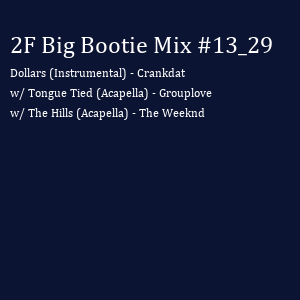 2F Big Bootie Mix #13_29
Dollars (Instrumental) - Crankdat
w/ Tongue Tied (Acapella) - Grouplove
w/ The Hills (Acapella) - The Weeknd